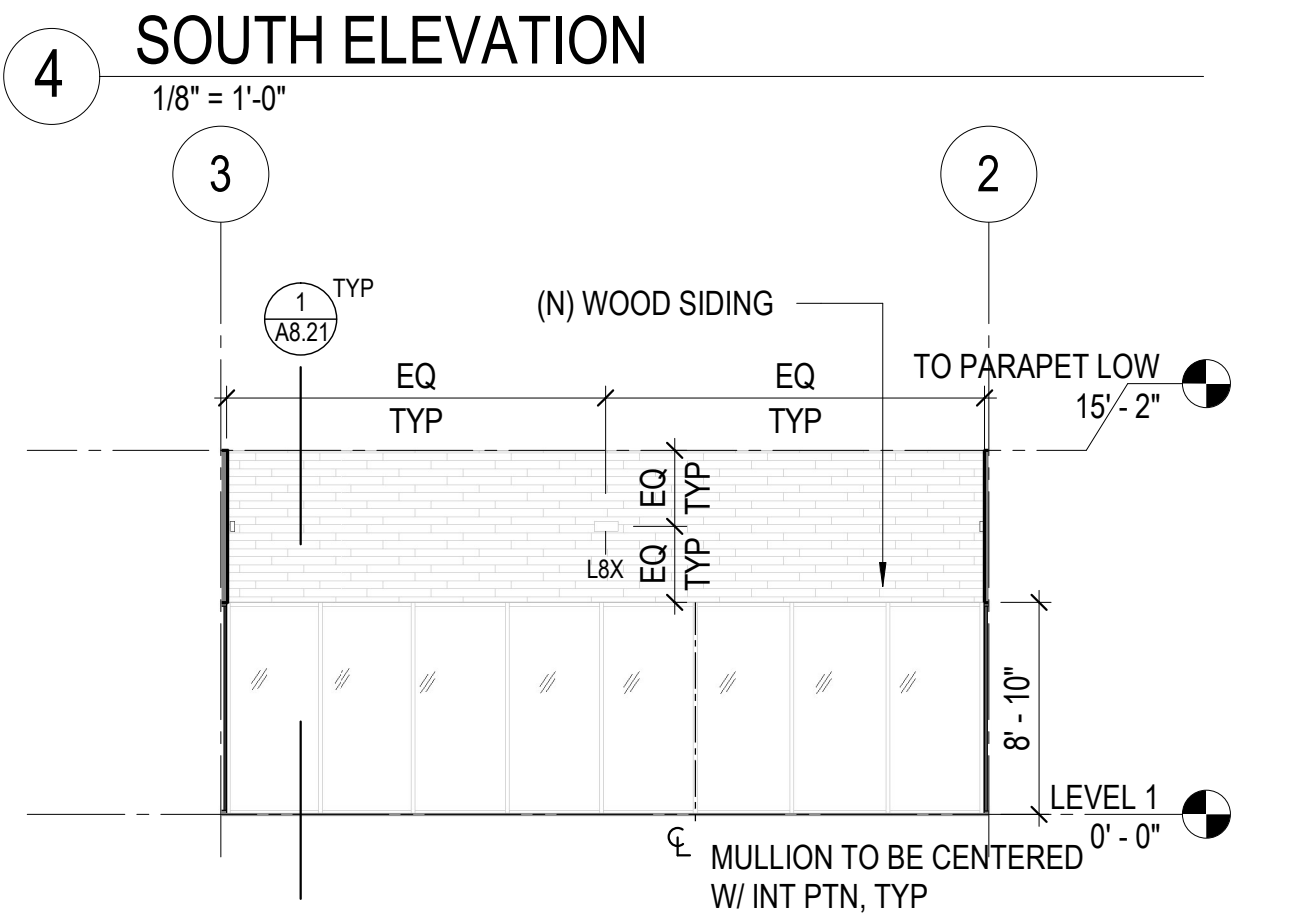 4
SOUTH ELEVATION
1/8" = 1'-0"
3
2
1
A8.21
TYP
(N) WOOD SIDING
TO PARAPET LOW
15' - 2"
EQ
TYP
EQ
TYP
EQ
TYP
EQ
TYP
L8X
8' - 10"
LEVEL 1
0' - 0"
℄
MULLION TO BE CENTERED
W/ INT PTN, TYP